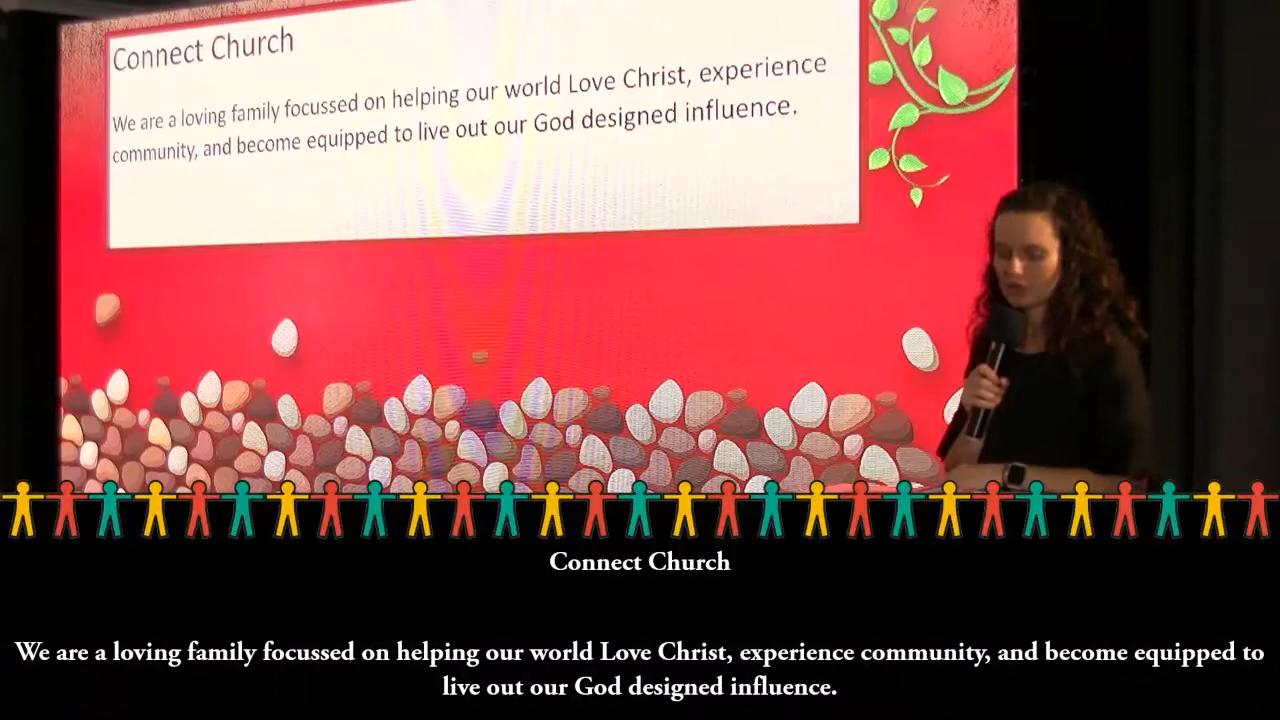 Connect Church
We are a loving family focussed on helping our world Love Christ, experience
community, and become equipped to live out our God designed influence.
Connect Church
We are a loving family focussed on helping our world Love Christ, experience community, and become equipped to
live out our God designed influence.